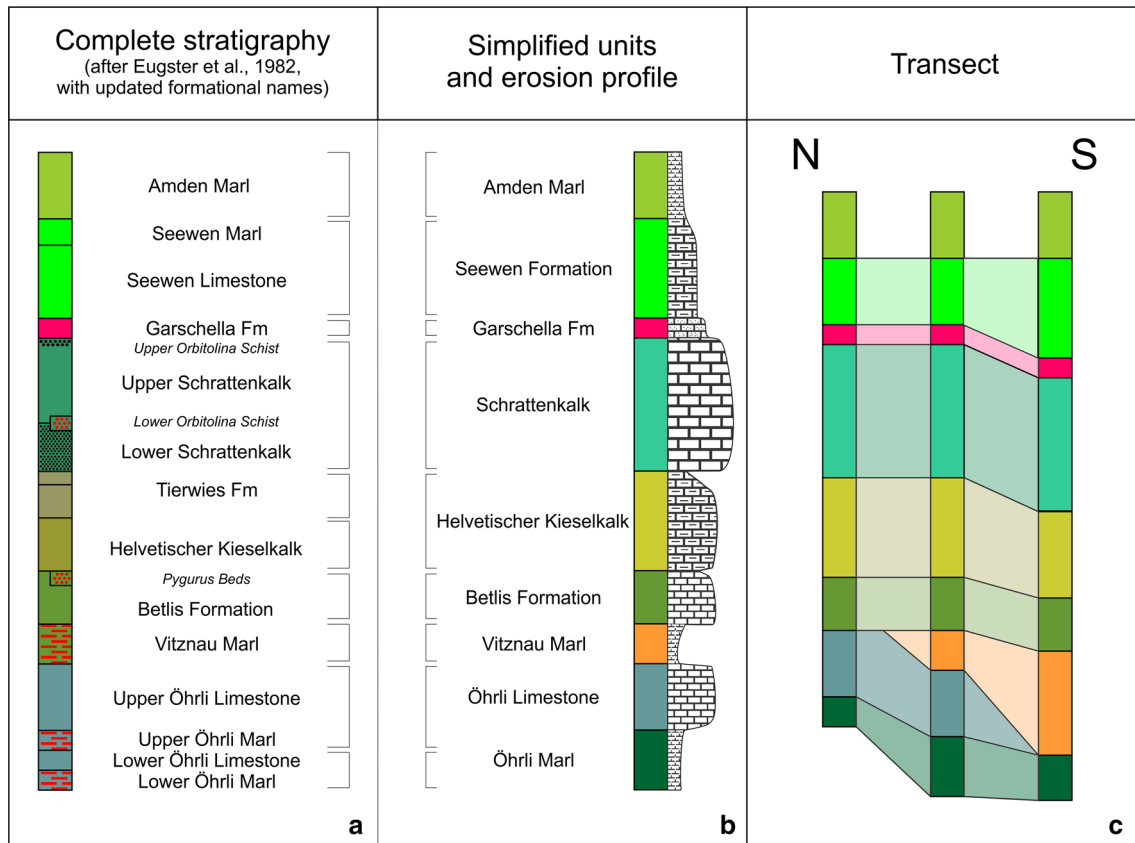 Complete stratigraphy
(after Eugster et al., 1982,
with updated formational names)
Simplified units
and erosion profile
Transect
Amden Marl
Seewen Marl
Seewen Limestone
Garschella Fm
Upper Orbitolina Schist
Upper Schrattenkalk
Lower Orbitolina Schist
Lower Schrattenkalk
Tierwies Fm
Helvetischer Kieselkalk
Pygurus Beds
Betlis Formation
Vitznau Marl
Upper Öhrli Limestone
Upper Öhrli Marl
Lower Öhrli Limestone
Lower Öhrli Marl
a
Amden Marl
Seewen Formation
Garschella Fm
Schrattenkalk
Helvetischer Kieselkalk
Betlis Formation
Vitznau Marl
Öhrli Limestone
Öhrli Marl
b
N
S
c